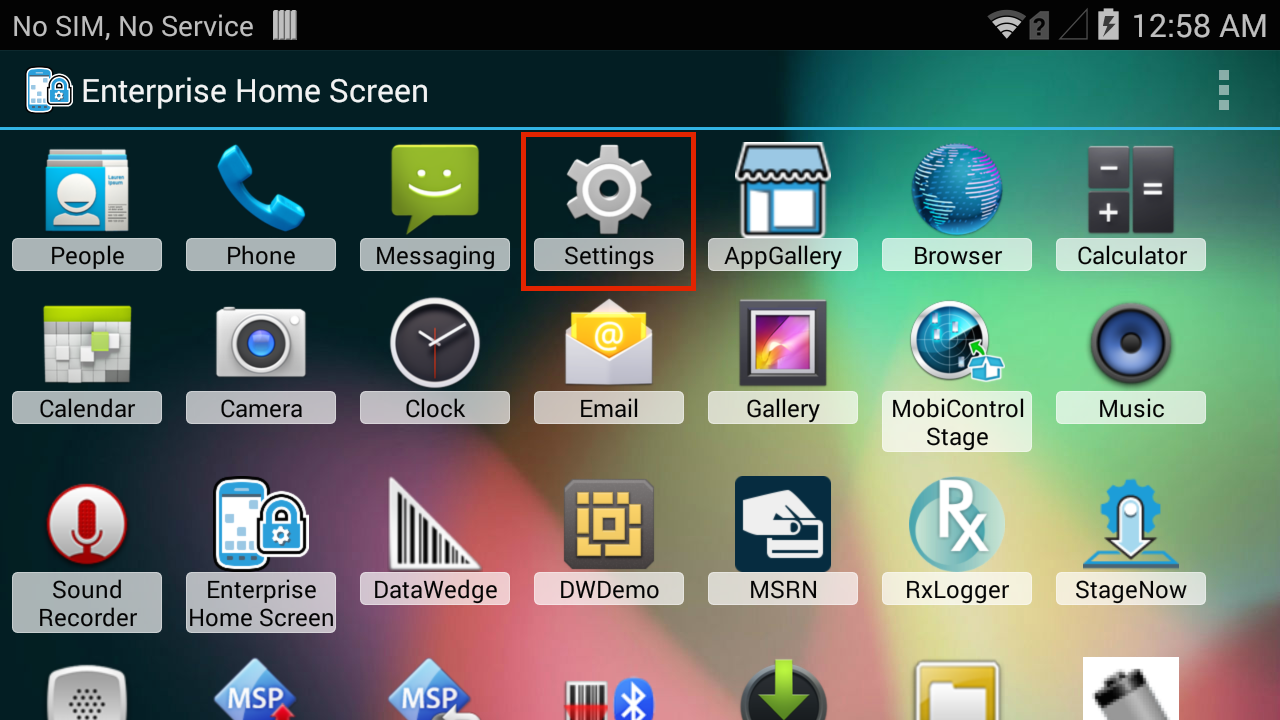 No SIM, No Service
12:58 AM
Enterprise Home Screen
People
Phone
Messaging
Settings
AppGallery
Browser
Calculator
Calendar
Camera
Clock
Email
Gallery
MobiControl
Stage
Music
Sound
Recorder
Enterprise
Home Screen
DataWedge
DWDemo
MSRN
Rx
RxLogger
StageNow
MSP
MSP